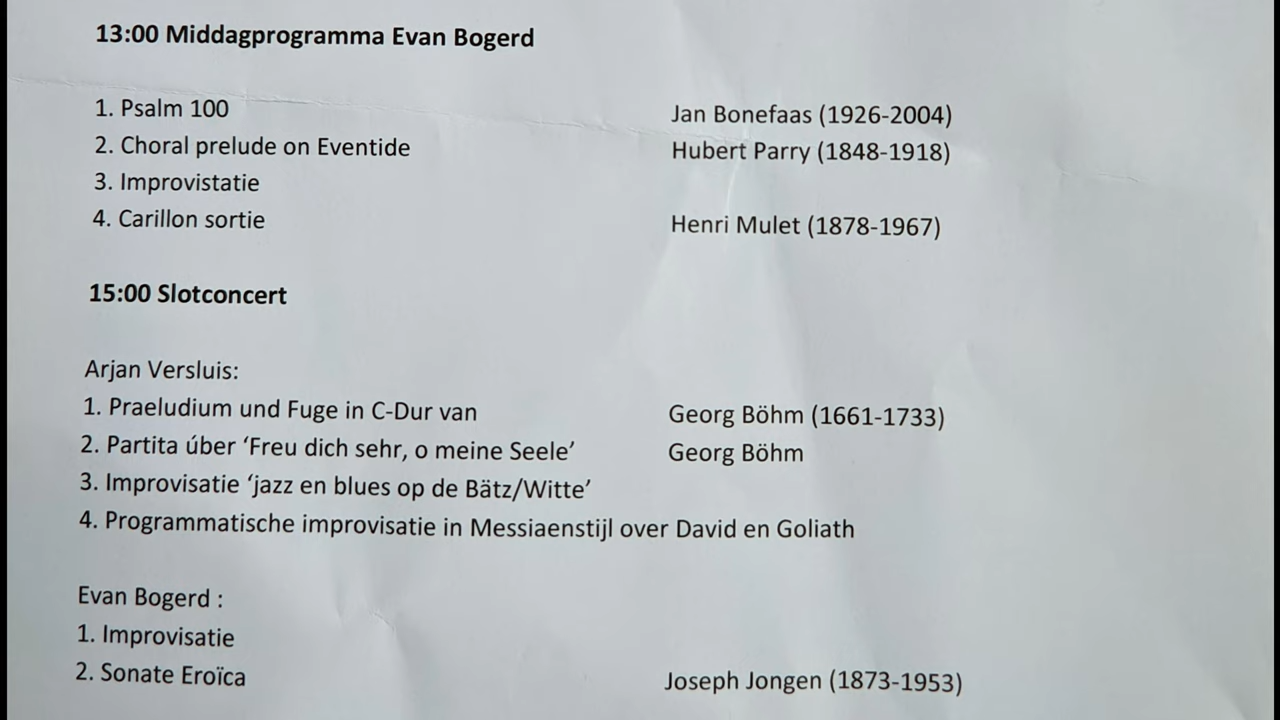 13:00 Middagprogramma Evan Bogerd
1. Psalm 100 Jan Bonefaas (1926-2004)
2. Choral prelude on Eventide Hubert Parry (1848-1918)
3. Improvistatie
4. Carillon sortie Henri Mulet (1878-1967)
15:00 Slotconcert
Arjan Versluis:
1. Praeludium und Fuge in C-Dur van Georg Böhm (1661-1733)
2. Partita úber ‘Freu dich sehr, o meine Seele’ Georg Böhm
3. Improvisatie ‘jazz en blues op de Bätz/Witte’
4. Programmatische improvisatie in Messiaenstijl over David en Goliath
Evan Bogerd :
1. Improvisatie
2. Sonate Eroïca Joseph Jongen (1873-1953)